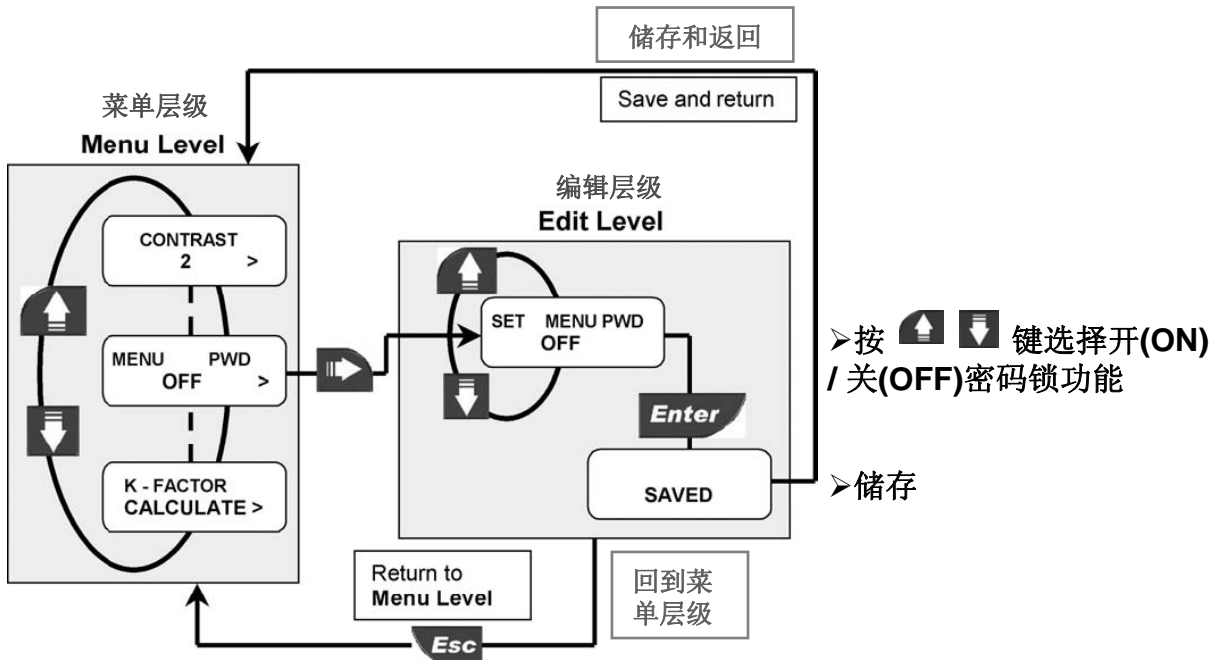 储存和返回
Save and return
菜单层级
Menu Level
CONTRAST
2 >
MENU PWD
OFF >
K - FACTOR
CALCULATE >
编辑层级
Edit Level
SET MENU PWD
OFF
Enter
SAVED
➢按 键选择开(ON)
/ 关(OFF)密码锁功能
➢储存
Return to
Menu Level
回到菜
单层级
Esc